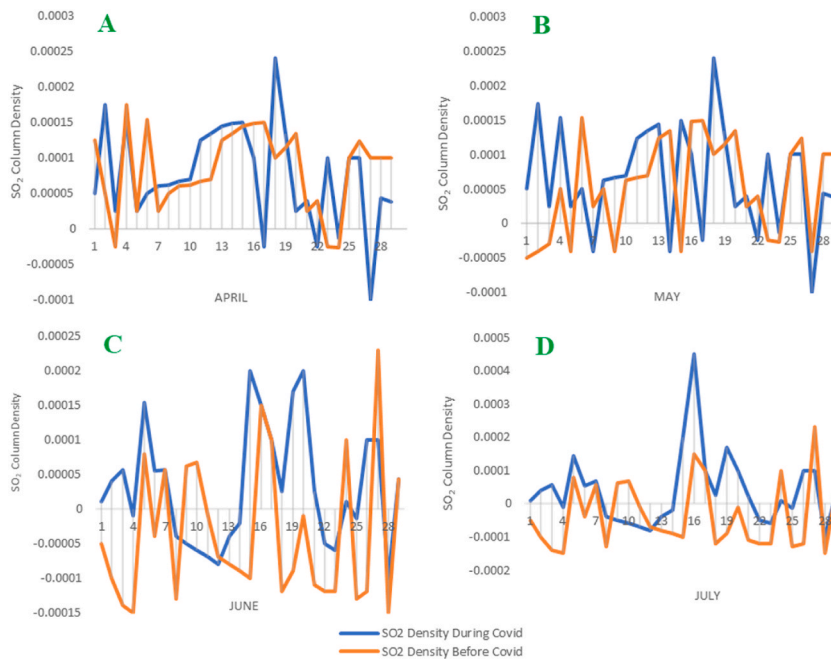 A
SO₂ Column Density
0.0003
0.00025
0.0002
0.00015
0.0001
0.00005
0
-0.00005
-0.0001
1 4 7 10 13 16 19 22 25 28
APRIL
B
SO₂ Column Density
0.0003
0.00025
0.0002
0.00015
0.0001
0.00005
0
-0.00005
-0.0001
1 4 7 10 13 16 19 22 25 28
MAY
C
SO₂ Column Density
0.00025
0.0002
0.00015
0.0001
0.00005
0
-0.00005
-0.0001
-0.00015
1 4 7 10 13 16 19 22 25 28
JUNE
D
SO₂ Column Density
0.0005
0.0004
0.0003
0.0002
0.0001
0
-0.0001
-0.0002
1 4 7 10 13 16 19 22 25 28
JULY
SO2 Density During Covid
SO2 Density Before Covid